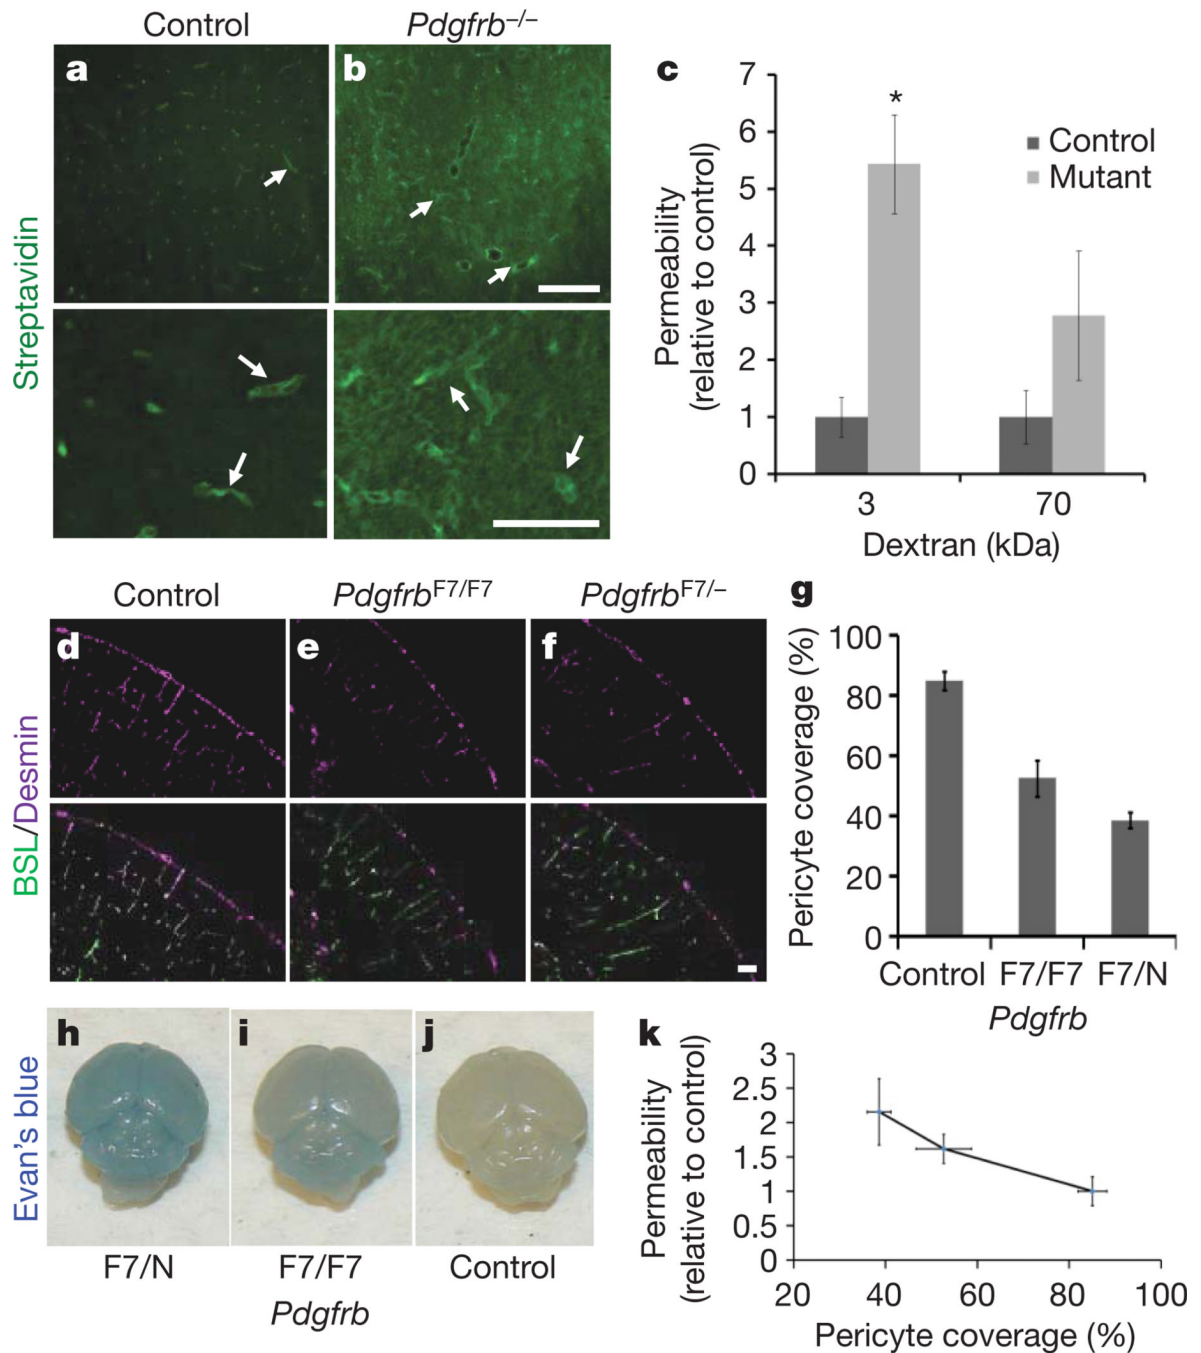 Control
Pdgfrb–/–
a
b
Streptavidin
c
Permeability
(relative to control)
7
6
5
4
3
2
1
0
*
Control
Mutant
3
70
Dextran (kDa)
Control
PdgfrbF7/F7
PdgfrbF7/–
d
e
f
BSL/Desmin
g
Pericyte coverage (%)
100
80
60
40
20
0
Control F7/F7 F7/N
Pdgfrb
h
i
j
Evan's blue
F7/N
F7/F7
Control
Pdgfrb
k
Permeability
(relative to control)
3
2.5
2
1.5
1
0.5
0
20 40 60 80 100
Pericyte coverage (%)